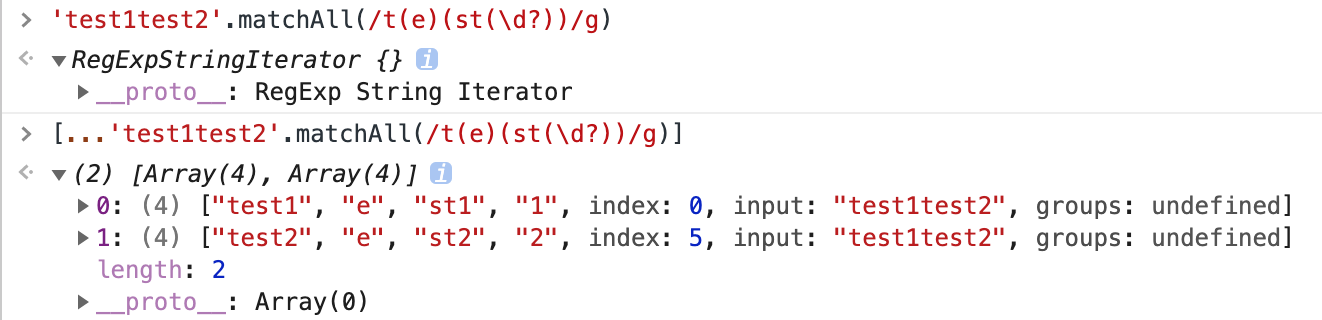 > 'test1test2'.matchAll(/t(e)(st(\d?))/g)
<· ▼RegExpStringIterator {} i
▶__proto__: RegExp String Iterator
> [...'test1test2'.matchAll(/t(e)(st(\d?))/g)]
<· ▼(2) [Array(4), Array(4)] i
▶0: (4) ["test1", "e", "st1", "1", index: 0, input: "test1test2", groups: undefined]
▶1: (4) ["test2", "e", "st2", "2", index: 5, input: "test1test2", groups: undefined]
length: 2
▶__proto__: Array(0)